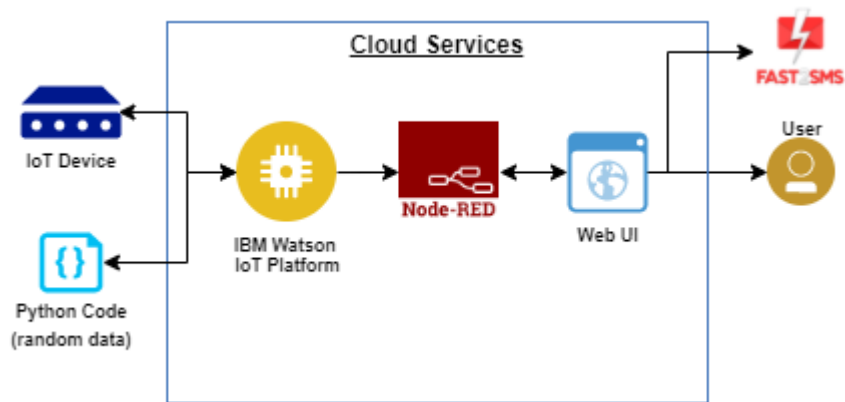 Cloud Services
FAST2SMS
IoT Device
User
Node-RED
Web UI
IBM Watson
IoT Platform
Python Code
(random data)